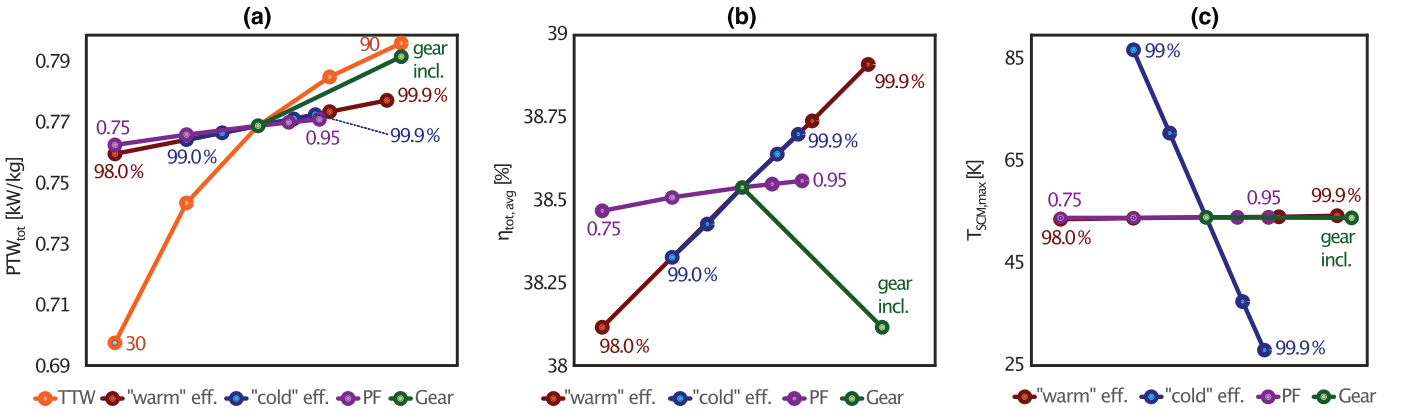 (a)
PTWtot [kW/kg]
0.79
0.77
0.75
0.73
0.71
0.69
90
gear
incl.
99.9%
0.75
98.0%
99.0%
0.95
99.9%
30
TTW "warm" eff. "cold" eff. PF Gear
(b)
ηtot, avg [%]
39
38.75
38.5
38.25
38
99.9%
99.9%
0.95
0.75
99.0%
98.0%
gear
incl.
"warm" eff. "cold" eff. PF Gear
(c)
TSCM,max [K]
85
65
45
25
99%
0.75
98.0%
0.95
99.9%
gear
incl.
99.9%
"warm" eff. "cold" eff. PF Gear